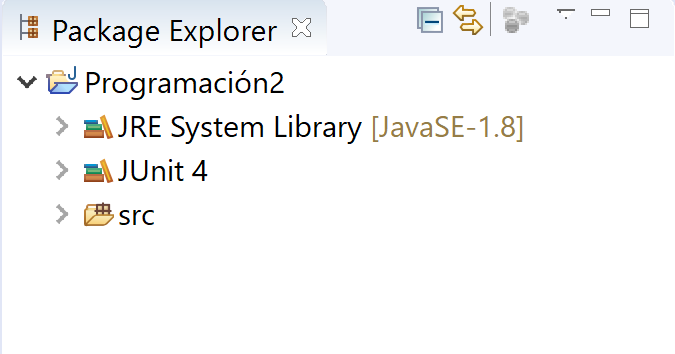 Package Explorer
Programación2
JRE System Library [JavaSE-1.8]
JUnit 4
src